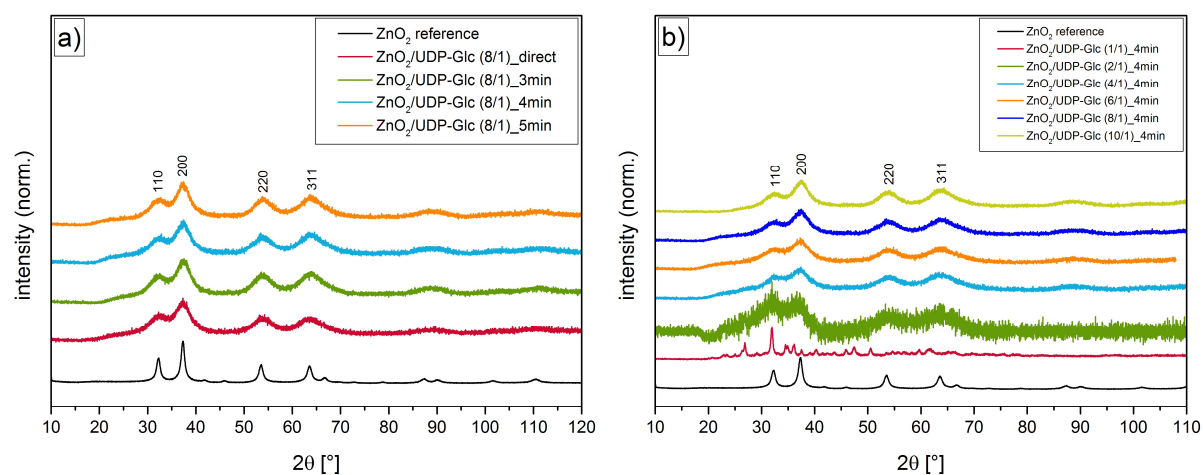 a)
ZnO₂ reference
ZnO₂/UDP-Glc (8/1)_direct
ZnO₂/UDP-Glc (8/1)_3min
ZnO₂/UDP-Glc (8/1)_4min
ZnO₂/UDP-Glc (8/1)_5min
110
200
220
311
intensity (norm.)
10 20 30 40 50 60 70 80 90 100 110 120
2θ [°]
b)
ZnO₂ reference
ZnO₂/UDP-Glc (1/1)_4min
ZnO₂/UDP-Glc (2/1)_4min
ZnO₂/UDP-Glc (4/1)_4min
ZnO₂/UDP-Glc (6/1)_4min
ZnO₂/UDP-Glc (8/1)_4min
ZnO₂/UDP-Glc (10/1)_4min
110
200
220
311
intensity (norm.)
10 20 30 40 50 60 70 80 90 100 110
2θ [°]